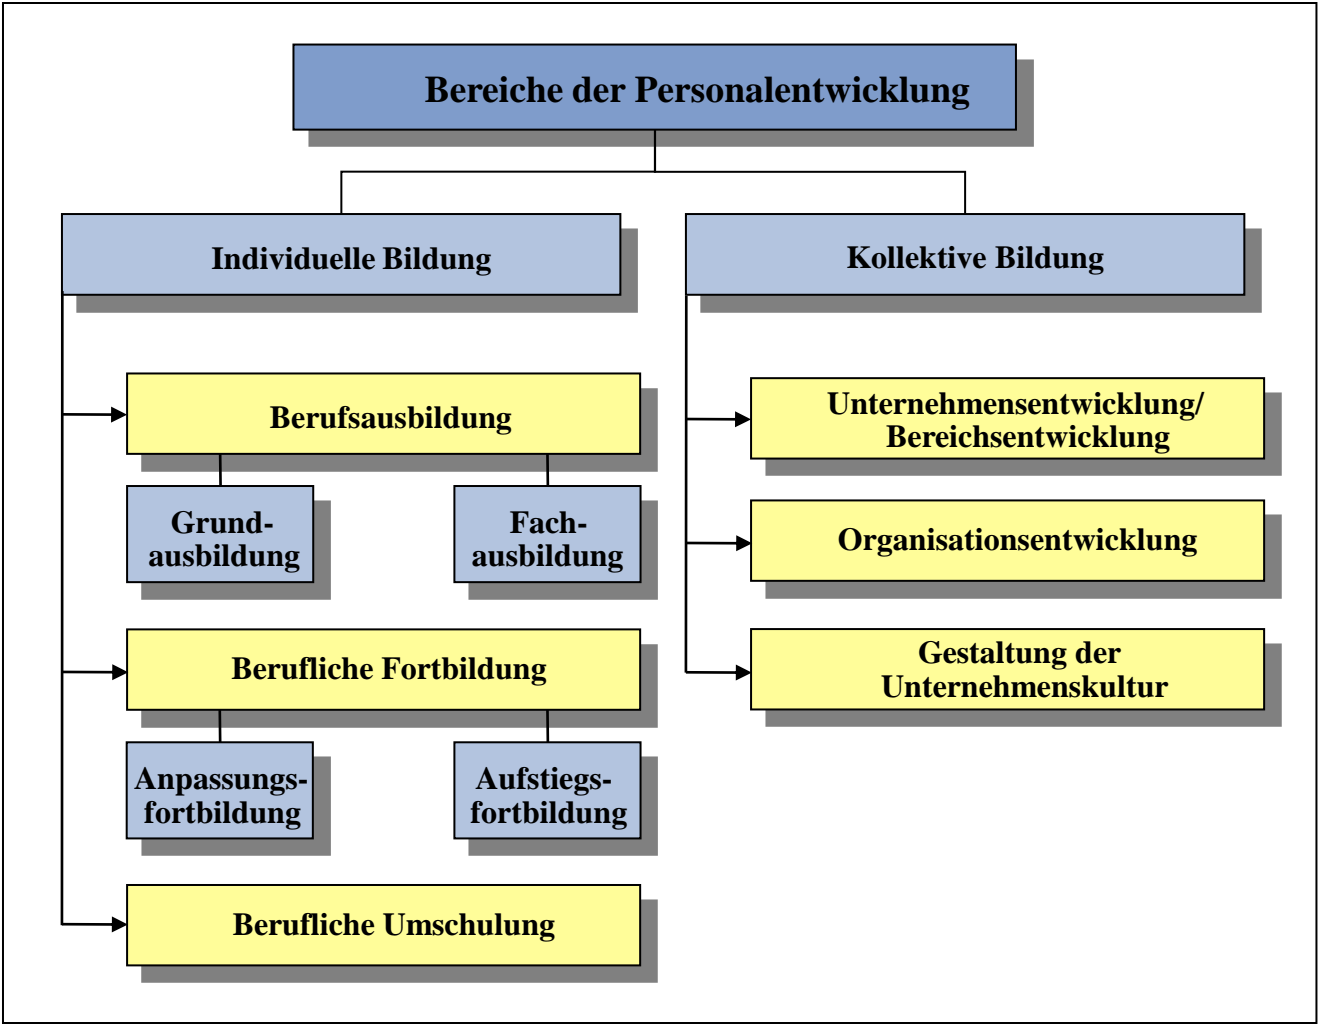 Bereiche der Personalentwicklung
Individuelle Bildung
Kollektive Bildung
Berufsausbildung
Grund-
ausbildung
Fach-
ausbildung
Berufliche Fortbildung
Anpassungs-
fortbildung
Aufstiegs-
fortbildung
Berufliche Umschulung
Unternehmensentwicklung/
Bereichsentwicklung
Organisationsentwicklung
Gestaltung der
Unternehmenskultur